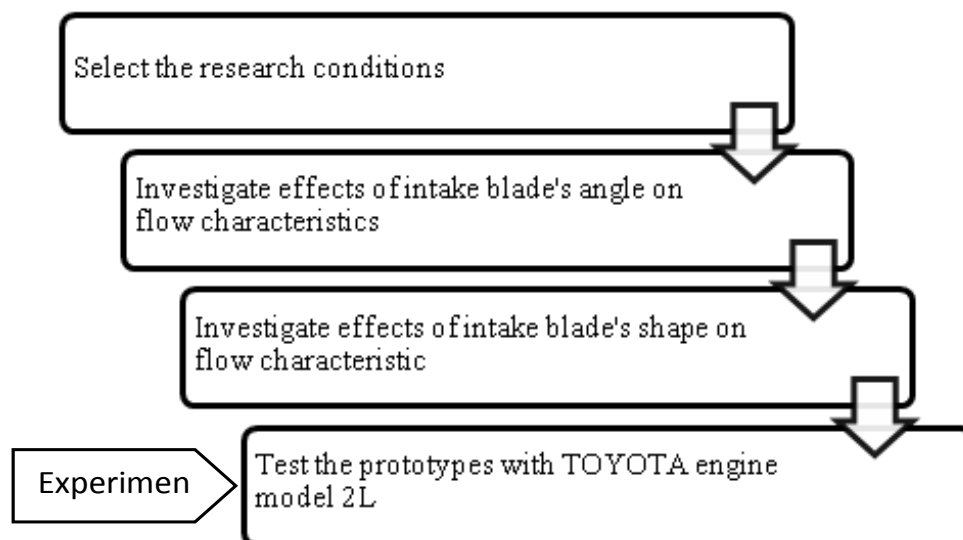 Select the research conditions
Investigate effects of intake blade's angle on
flow characteristics
Investigate effects of intake blade's shape on
flow characteristic
Experimen
Test the prototypes with TOYOTA engine
model 2L